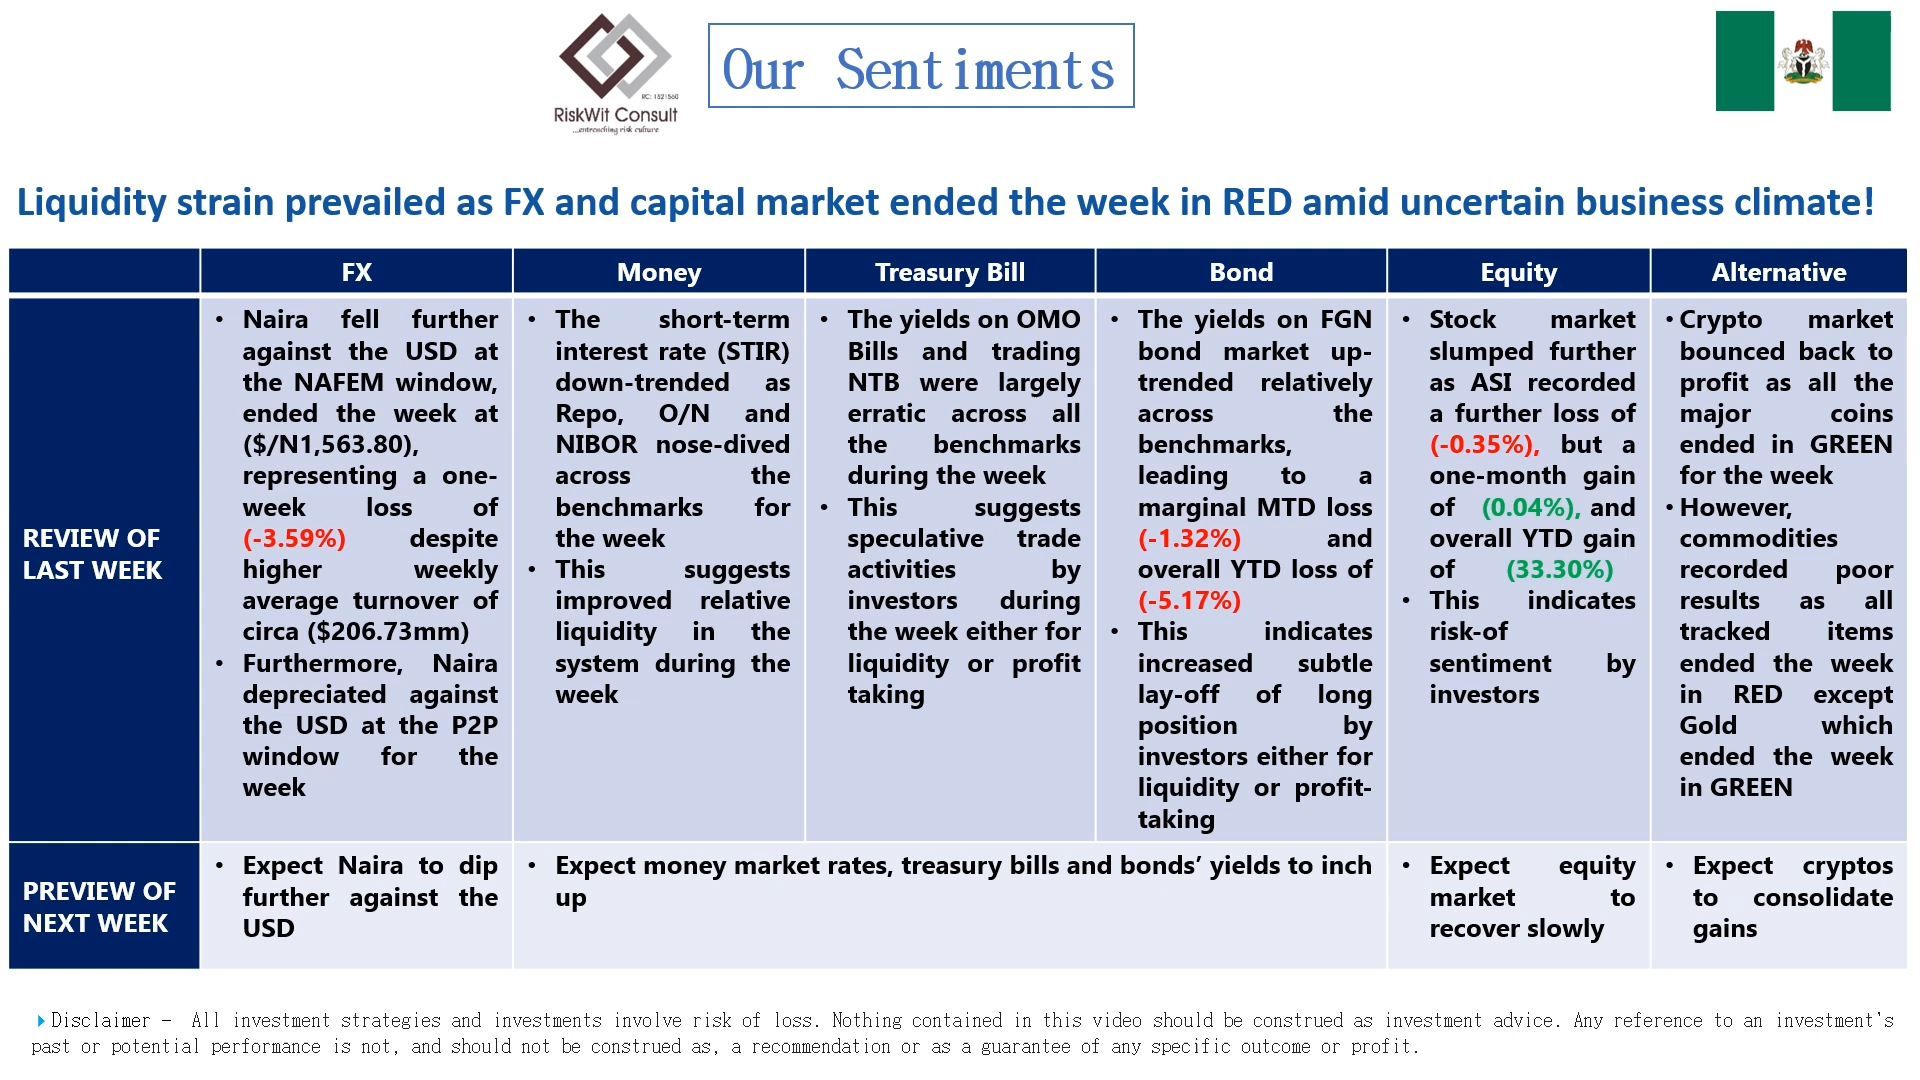 RC: 1521560
RiskWit Consult
...entrenching risk culture
Our Sentiments
Liquidity strain prevailed as FX and capital market ended the week in RED amid uncertain business climate!
FX
Money
Treasury Bill
Bond
Equity
Alternative
REVIEW OF
LAST WEEK
• Naira fell further
against the USD at
the NAFEM window,
ended the week at
($/N1,563.80),
representing a one-
week loss of
(-3.59%) despite
higher weekly
average turnover of
circa ($206.73mm)
• Furthermore, Naira
depreciated against
the USD at the P2P
window for the
week
• The short-term
interest rate (STIR)
down-trended as
Repo, O/N and
NIBOR nose-dived
across the
benchmarks for
the week
• This suggests
improved relative
liquidity in the
system during the
week
• The yields on OMO
Bills and trading
NTB were largely
erratic across all
the benchmarks
during the week
• This suggests
speculative trade
activities by
investors during
the week either for
liquidity or profit
taking
• The yields on FGN
bond market up-
trended relatively
across the
benchmarks,
leading to a
marginal MTD loss
(-1.32%) and
overall YTD loss of
(-5.17%)
• This indicates
increased subtle
lay-off of long
position by
investors either for
liquidity or profit-
taking
• Stock market
slumped further
as ASI recorded
a further loss of
(-0.35%), but a
one-month gain
of (0.04%), and
overall YTD gain
of (33.30%)
• This indicates
risk-of
sentiment by
investors
• Crypto market
bounced back to
profit as all the
major coins
ended in GREEN
for the week
• However,
commodities
recorded poor
results as all
tracked items
ended the week
in RED except
Gold which
ended the week
in GREEN
PREVIEW OF
NEXT WEEK
• Expect Naira to dip
further against the
USD
• Expect money market rates, treasury bills and bonds’ yields to inch
up
• Expect equity
market to
recover slowly
• Expect cryptos
to consolidate
gains
Disclaimer – All investment strategies and investments involve risk of loss. Nothing contained in this video should be construed as investment advice. Any reference to an investment's
past or potential performance is not, and should not be construed as, a recommendation or as a guarantee of any specific outcome or profit.